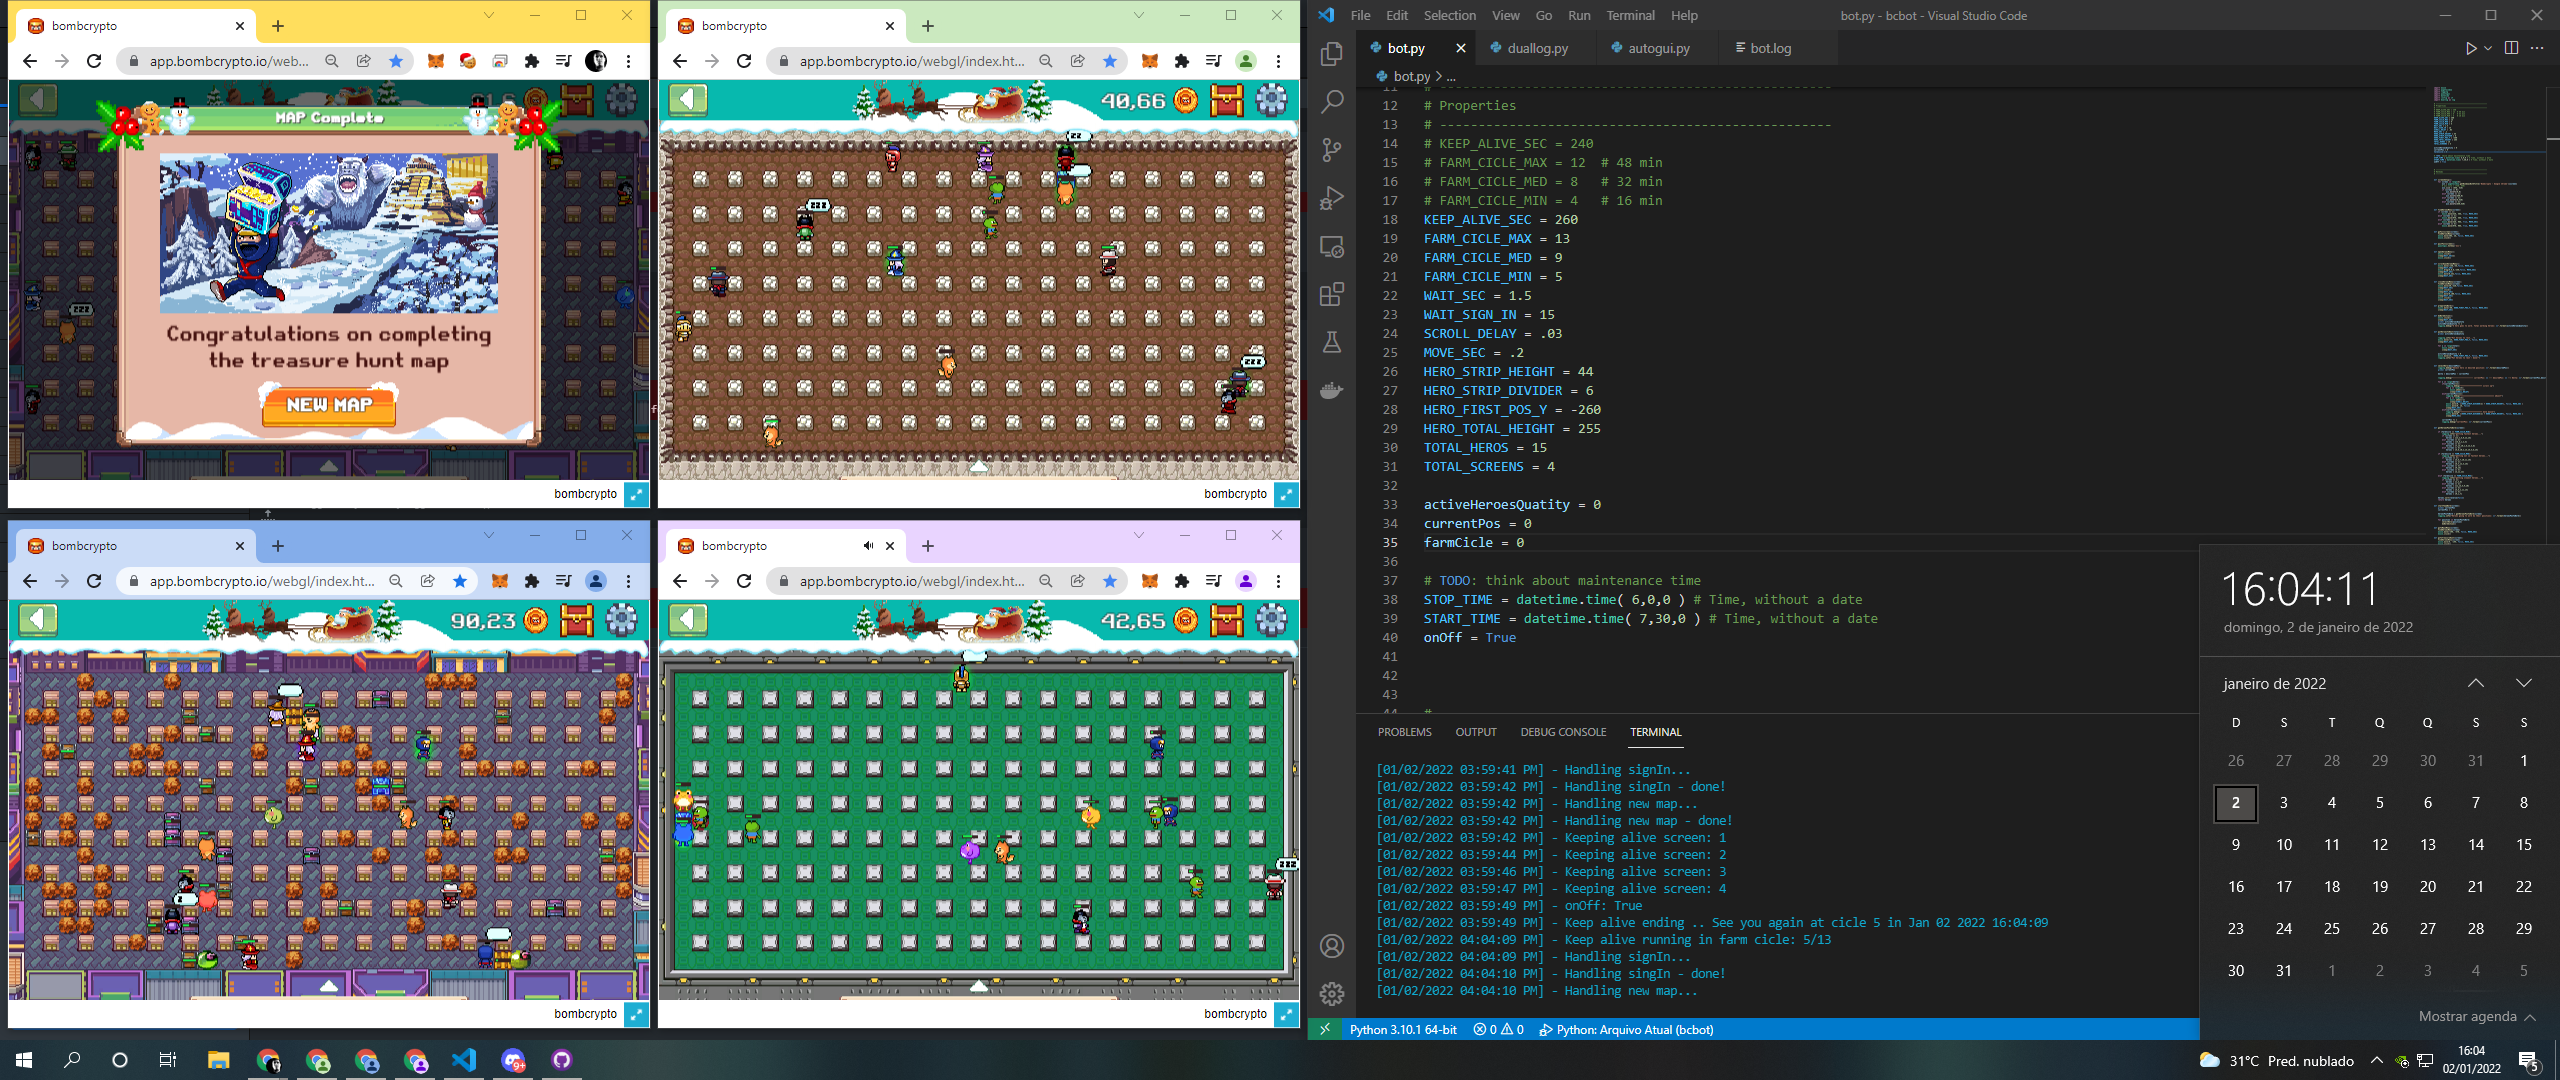 bombcrypto
app.bombcrypto.io/web...
MAP Complete
Congratulations on completing
the treasure hunt map
NEW MAP
zzz
bombcrypto
bombcrypto
app.bombcrypto.io/webgl/index.ht...
40,66
zz
zzz
zzz
bombcrypto
bombcrypto
app.bombcrypto.io/webgl/index.ht...
90,23
z
bombcrypto
bombcrypto
app.bombcrypto.io/webgl/index.ht...
42,65
zzz
bombcrypto
File Edit Selection View Go Run Terminal Help
bot.py - bcbot - Visual Studio Code
bot.py
duallog.py
autogui.py
bot.log
bot.py > ...
11 # --------------------------------------------------
12 # Properties
13 # --------------------------------------------------
14 # KEEP_ALIVE_SEC = 240
15 # FARM_CICLE_MAX = 12 # 48 min
16 # FARM_CICLE_MED = 8 # 32 min
17 # FARM_CICLE_MIN = 4 # 16 min
18 KEEP_ALIVE_SEC = 260
19 FARM_CICLE_MAX = 13
20 FARM_CICLE_MED = 9
21 FARM_CICLE_MIN = 5
22 WAIT_SEC = 1.5
23 WAIT_SIGN_IN = 15
24 SCROLL_DELAY = .03
25 MOVE_SEC = .2
26 HERO_STRIP_HEIGHT = 44
27 HERO_STRIP_DIVIDER = 6
28 HERO_FIRST_POS_Y = -260
29 HERO_TOTAL_HEIGHT = 255
30 TOTAL_HEROS = 15
31 TOTAL_SCREENS = 4
32
33 activeHeroesQuatity = 0
34 currentPos = 0
35 farmCicle = 0
36
37 # TODO: think about maintenance time
38 STOP_TIME = datetime.time( 6,0,0 ) # Time, without a date
39 START_TIME = datetime.time( 7,30,0 ) # Time, without a date
40 onOff = True
41
42
43
44 #
PROBLEMS OUTPUT DEBUG CONSOLE TERMINAL
[01/02/2022 03:59:41 PM] - Handling signIn...
[01/02/2022 03:59:42 PM] - Handling singIn - done!
[01/02/2022 03:59:42 PM] - Handling new map...
[01/02/2022 03:59:42 PM] - Handling new map - done!
[01/02/2022 03:59:42 PM] - Keeping alive screen: 1
[01/02/2022 03:59:44 PM] - Keeping alive screen: 2
[01/02/2022 03:59:46 PM] - Keeping alive screen: 3
[01/02/2022 03:59:47 PM] - Keeping alive screen: 4
[01/02/2022 03:59:49 PM] - onOff: True
[01/02/2022 03:59:49 PM] - Keep alive ending .. See you again at cicle 5 in Jan 02 2022 16:04:09
[01/02/2022 04:04:09 PM] - Keep alive running in farm cicle: 5/13
[01/02/2022 04:04:09 PM] - Handling signIn...
[01/02/2022 04:04:10 PM] - Handling singIn - done!
[01/02/2022 04:04:10 PM] - Handling new map...
Python 3.10.1 64-bit
0 0
Python: Arquivo Atual (bcbot)
16:04:11
domingo, 2 de janeiro de 2022
janeiro de 2022
D S T Q Q S S
26 27 28 29 30 31 1
2 3 4 5 6 7 8
9 10 11 12 13 14 15
16 17 18 19 20 21 22
23 24 25 26 27 28 29
30 31 1 2 3 4 5
Mostrar agenda
9+
31°C Pred. nublado
16:04
02/01/2022
5